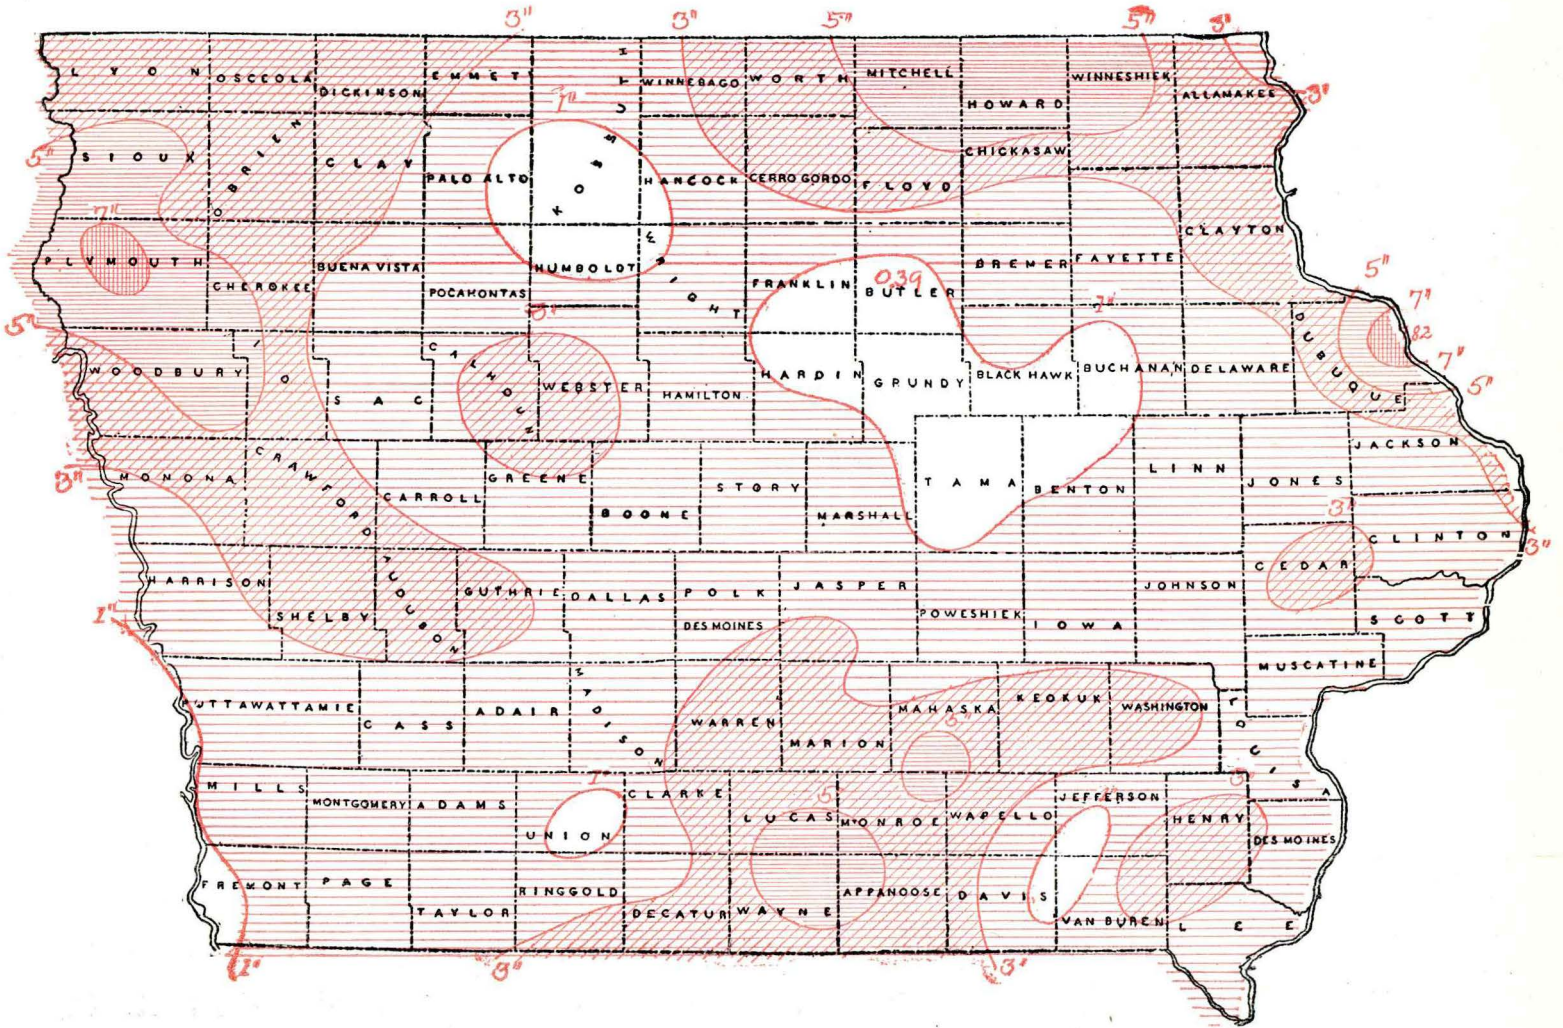 3" 3" 5" 5" 3"
LYON OSCEOLA DICKINSON EMMET KOSSUTH WINNEBAGO WORTH MITCHELL HOWARD WINNESHIEK ALLAMAKEE 3"
1"
5" SIOUX OBRIEN CLAY PALO ALTO HANCOCK CERRO GORDO FLOYD CHICKASAW
7"
PLYMOUTH CHEROKEE BUENA VISTA POCAHONTAS HUMBOLDT WRIGHT FRANKLIN BUTLER BREMER FAYETTE CLAYTON
0.39
5" 7"
82
7" 5"
5" 3" 1"
WOODBURY IDO SAC CALHOUN WEBSTER HAMILTON HARDIN GRUNDY BLACK HAWK BUCHANAN DELAWARE DUBUQUE
3" MONONA CRAWFORD CARROLL GREENE BOONE STORY MARSHALL TAMA BENTON LINN JONES JACKSON
3"
CLINTON 3"
HARRISON SHELBY AUDUBON GUTHRIE DALLAS POLK JASPER POWESHIEK IOWA JOHNSON CEDAR SCOTT
1" DES MOINES
MUSCATINE
POTTAWATTAMIE CASS ADAIR MADISON WARREN MARION MAHASKA KEOKUK WASHINGTON LOUISA
MILLS MONTGOMERY ADAMS UNION CLARKE LUCAS MONROE WAPELLO JEFFERSON HENRY DES MOINES
1"
FREMONT PAGE TAYLOR RINGGOLD DECATUR WAYNE APPANOOSE DAVIS VAN BUREN LEE
1" 3" 3"